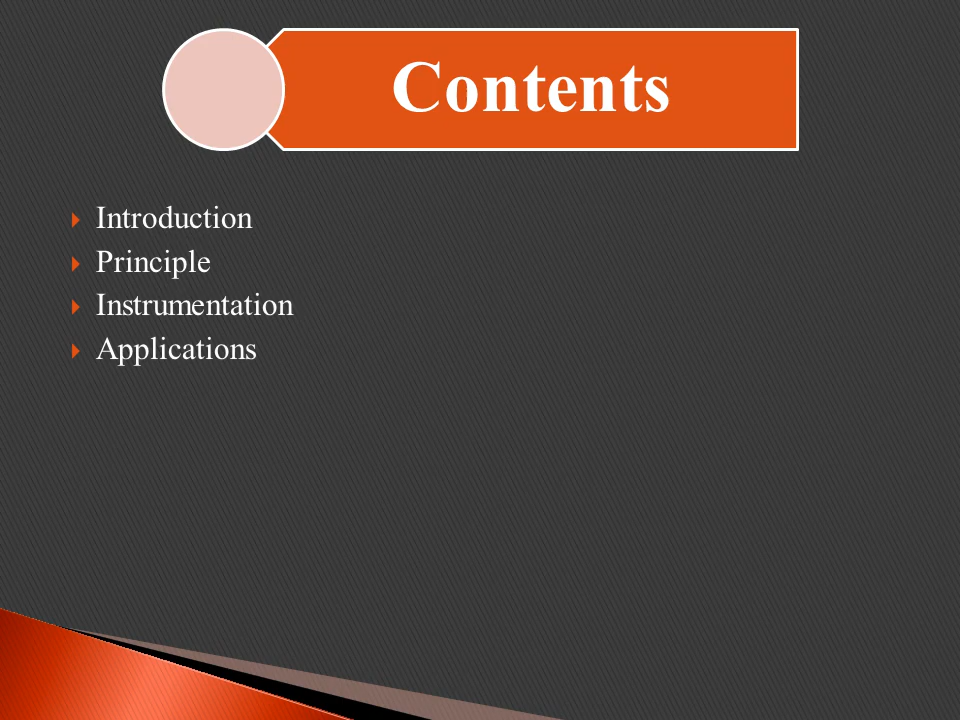 Contents
Introduction
Principle
Instrumentation
Applications